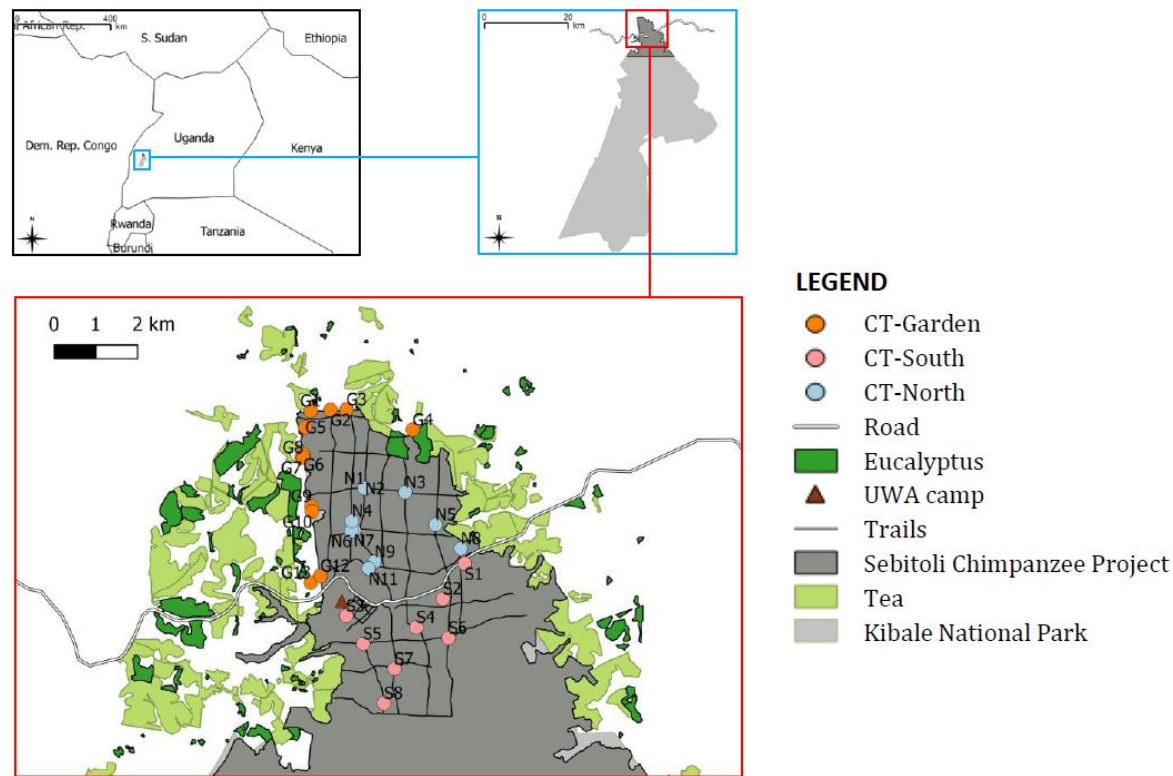 0 400
km
al African Rep.
S. Sudan
Ethiopia
Dem. Rep. Congo
Uganda
Kenya
Rwanda
Burundi
Tanzania
N
0 20
km
N
0 1 2 km
G3
G2
G4
G5
G8
G7 G6
N1
N2
N3
G9
G10
N4
N5
N6 N7
N8
N9
G12
N11
S1
S2
S3
S4
S5
S6
S7
S8
LEGEND
CT-Garden
CT-South
CT-North
Road
Eucalyptus
UWA camp
Trails
Sebitoli Chimpanzee Project
Tea
Kibale National Park